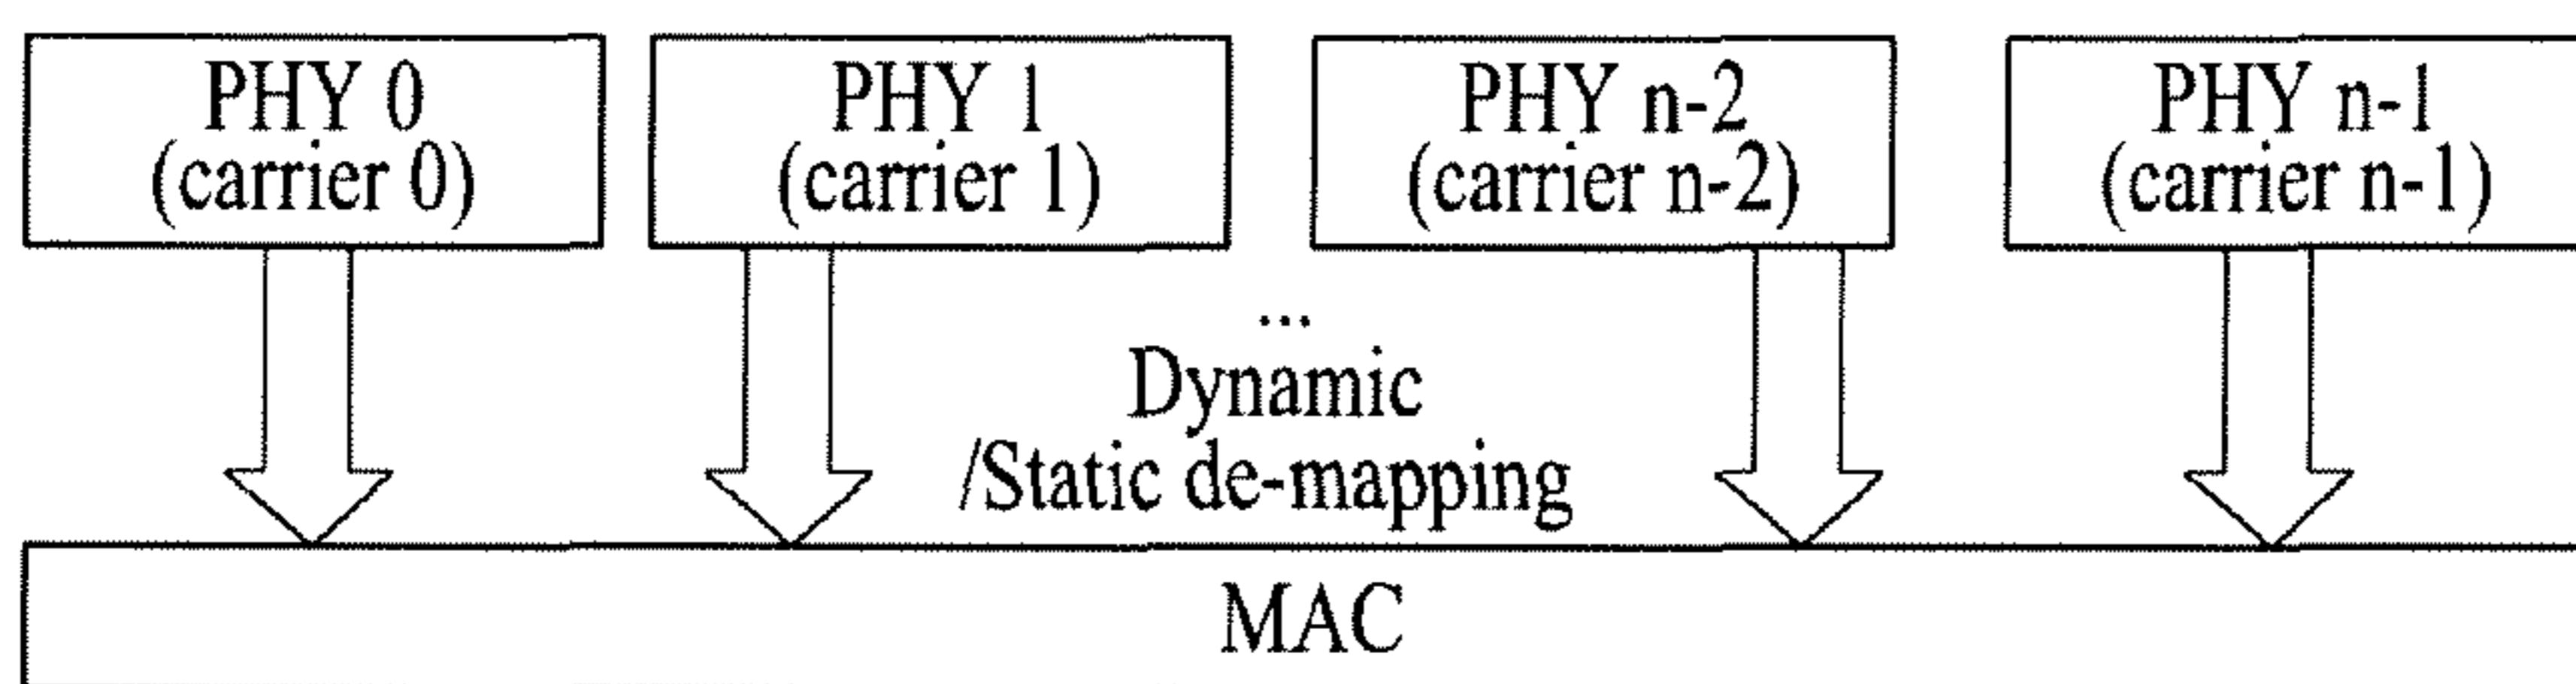 PHY 0
(carrier 0)
PHY 1
(carrier 1)
PHY n-2
(carrier n-2)
PHY n-1
(carrier n-1)
...
Dynamic
/Static de-mapping
MAC